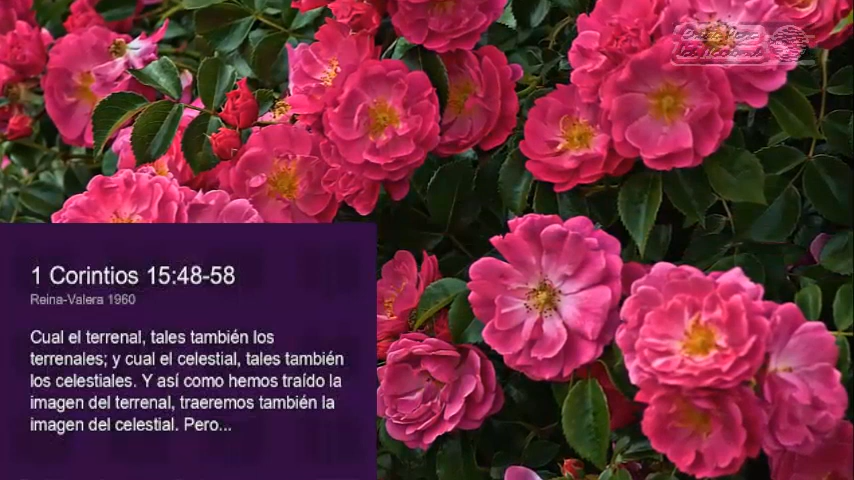 1 Corintios 15:48-58
Reina-Valera 1960
Cual el terrenal, tales también los
terrenales; y cual el celestial, tales también
los celestiales. Y así como hemos traído la
imagen del terrenal, traeremos también la
imagen del celestial. Pero...